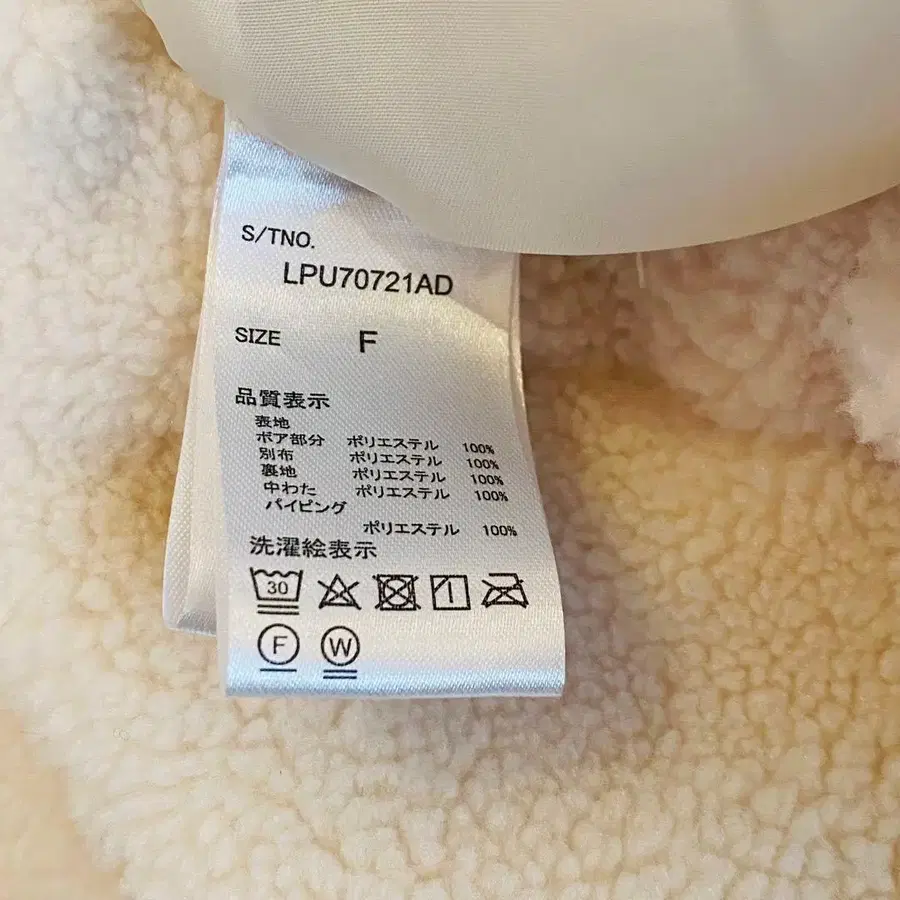 S/TNO.
LPU70721AD
SIZE F
品質表示
表地
ボア部分 ポリエステル 100%
別布 ポリエステル 100%
裏地 ポリエステル 100%
中わた ポリエステル 100%
パイピング
ポリエステル 100%
洗濯絵表示
30
F W